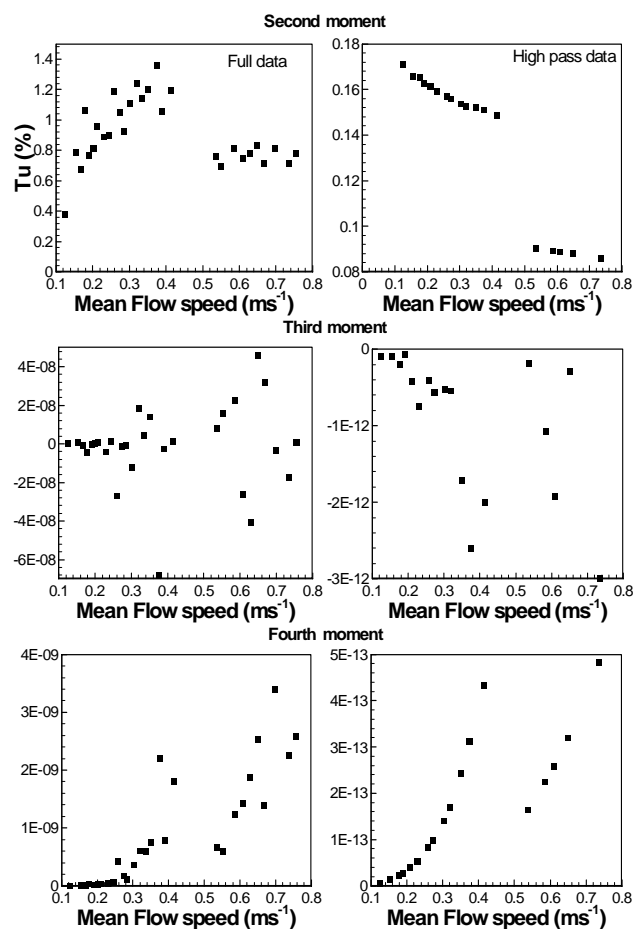 Second moment
Full data
High pass data
Tu (%)
1.4
1.2
1
0.8
0.6
0.4
0.2
0
0.18
0.16
0.14
0.12
0.1
0.08
0.1 0.2 0.3 0.4 0.5 0.6 0.7 0.8
0 0.1 0.2 0.3 0.4 0.5 0.6 0.7 0.8
Mean Flow speed (ms-1)
Mean Flow speed (ms-1)
Third moment
4E-08
2E-08
0
-2E-08
-4E-08
-6E-08
0
-1E-12
-2E-12
-3E-12
0.1 0.2 0.3 0.4 0.5 0.6 0.7 0.8
0.1 0.2 0.3 0.4 0.5 0.6 0.7 0.8
Mean Flow speed (ms-1)
Mean Flow speed (ms-1)
Fourth moment
4E-09
3E-09
2E-09
1E-09
0
5E-13
4E-13
3E-13
2E-13
1E-13
0
0.1 0.2 0.3 0.4 0.5 0.6 0.7 0.8
0.1 0.2 0.3 0.4 0.5 0.6 0.7 0.8
Mean Flow speed (ms-1)
Mean Flow speed (ms-1)